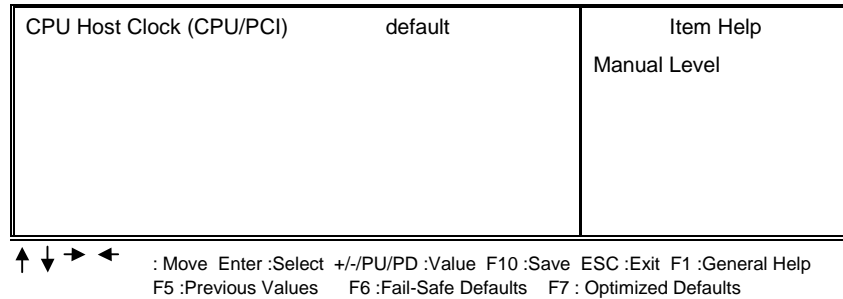 CPU Host Clock (CPU/PCI) default Item Help
Manual Level
: Move Enter :Select +/-/PU/PD :Value F10 :Save ESC :Exit F1 :General Help
F5 :Previous Values F6 :Fail-Safe Defaults F7 : Optimized Defaults